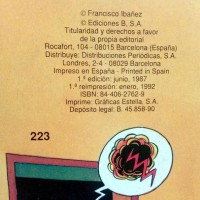 © Francisco Ibañez
© Ediciones B, S.A.
Titularidad y derechos a favor
de la propia editorial
Rocafort, 104 - 08015 Barcelona (España)
Distribuye: Distribuciones Periódicas, S.A.
Londres, 2-4 - 08029 Barcelona
Impreso en España - Printed in Spain
1.ª edición: junio, 1987
1.ª reimpresión: enero, 1992
ISBN: 84-406-2762-9
Imprime: Gráficas Estella, S.A.
Depósito legal: B. 45.858-90
223